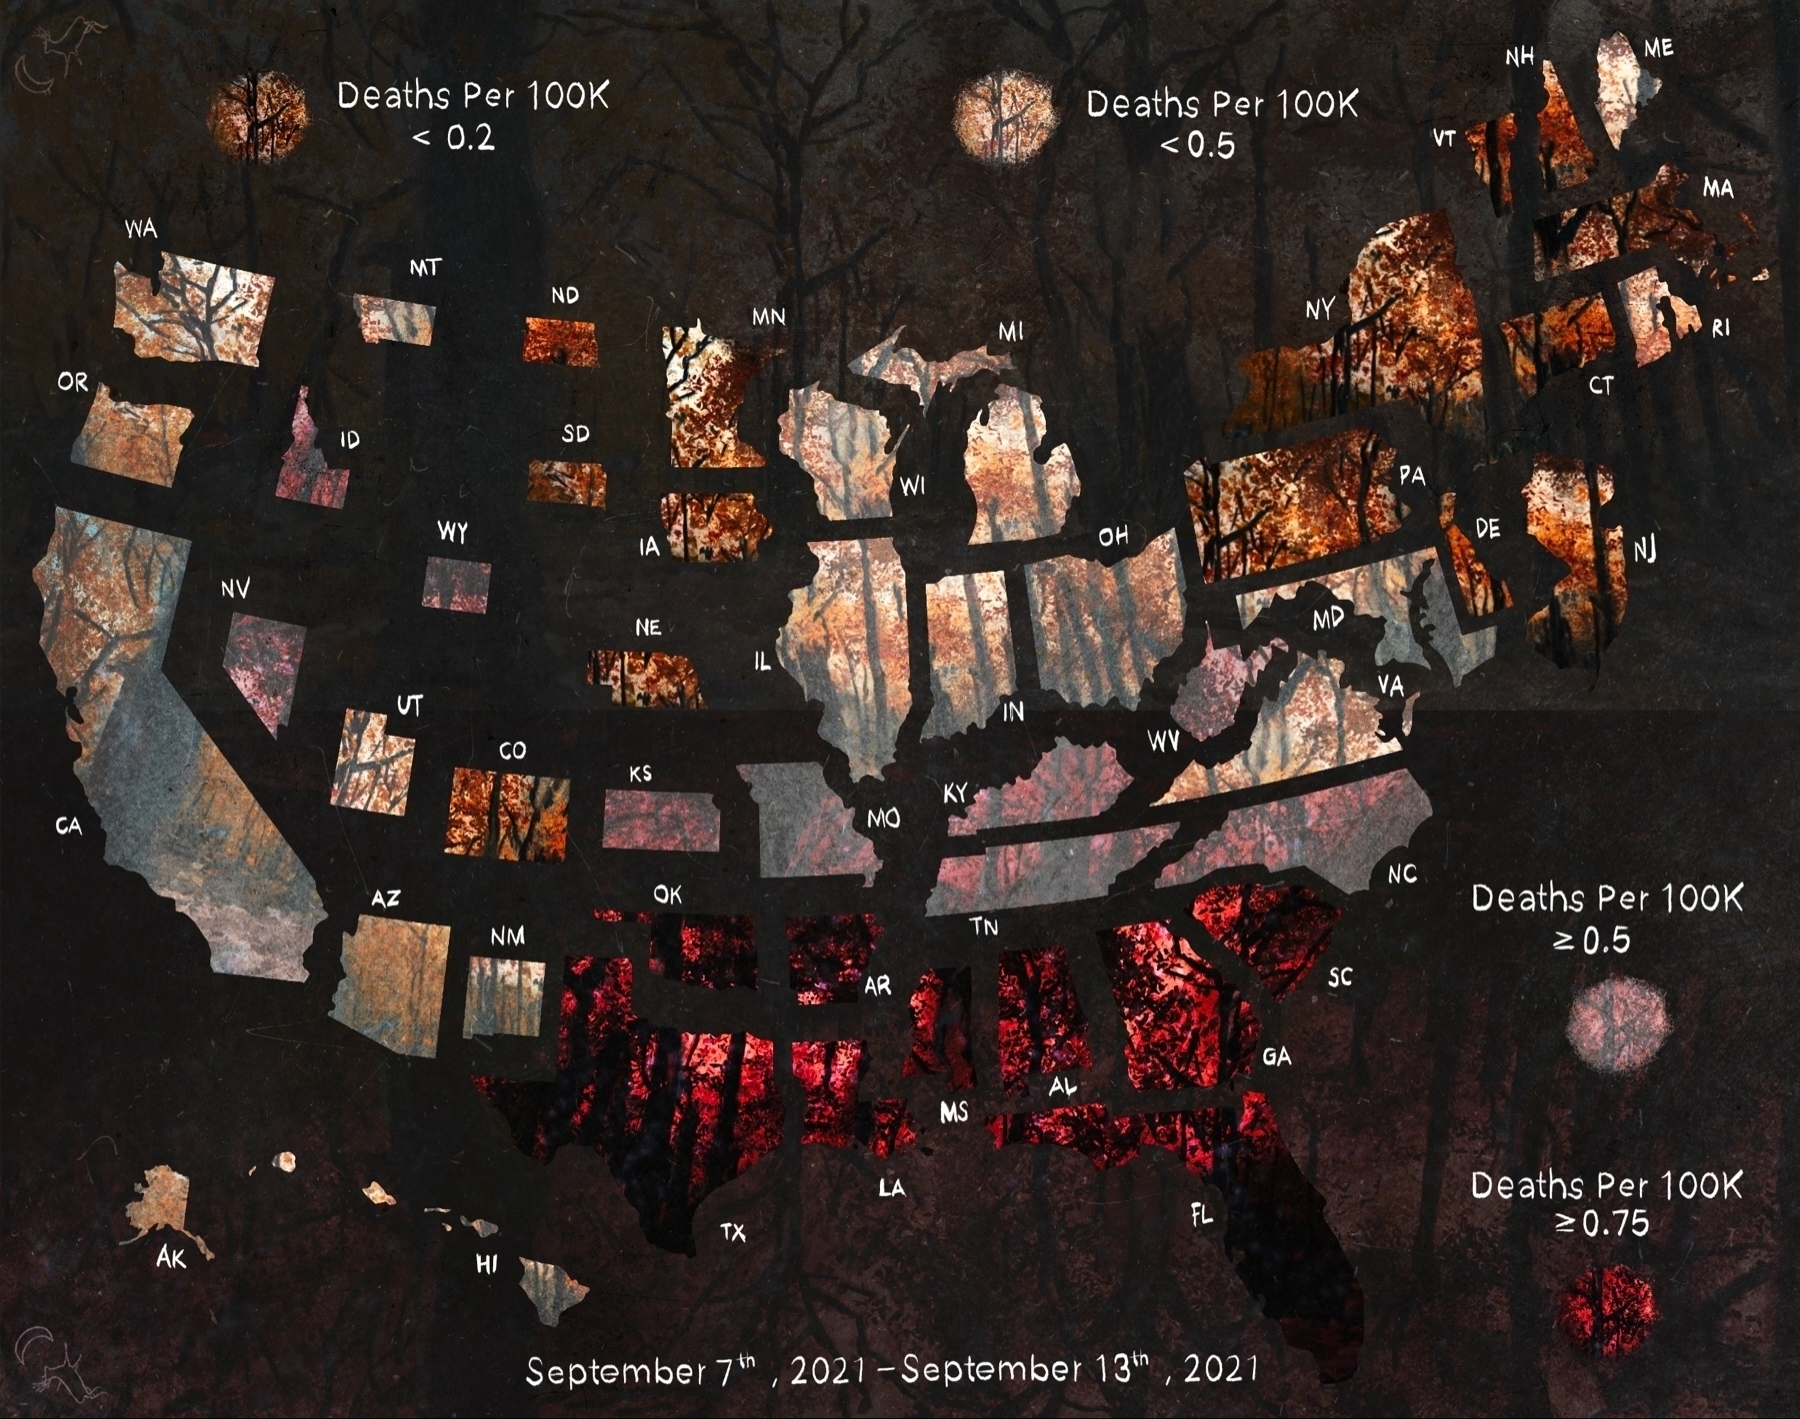 Deaths Per 100K
< 0.2
Deaths Per 100K
< 0.5
NH
ME
VT
MA
WA
MT
ND
MN
MI
NY
RI
OR
CT
ID
SD
WI
PA
IA
OH
DE
NJ
WY
NV
NE
MD
IL
IN
VA
UT
WV
CO
KS
KY
MO
CA
NC
AZ
OK
TN
NM
AR
SC
GA
AL
MS
LA
FL
TX
AK
HI
Deaths Per 100K
≥ 0.5
Deaths Per 100K
≥ 0.75
September 7th , 2021 – September 13th , 2021